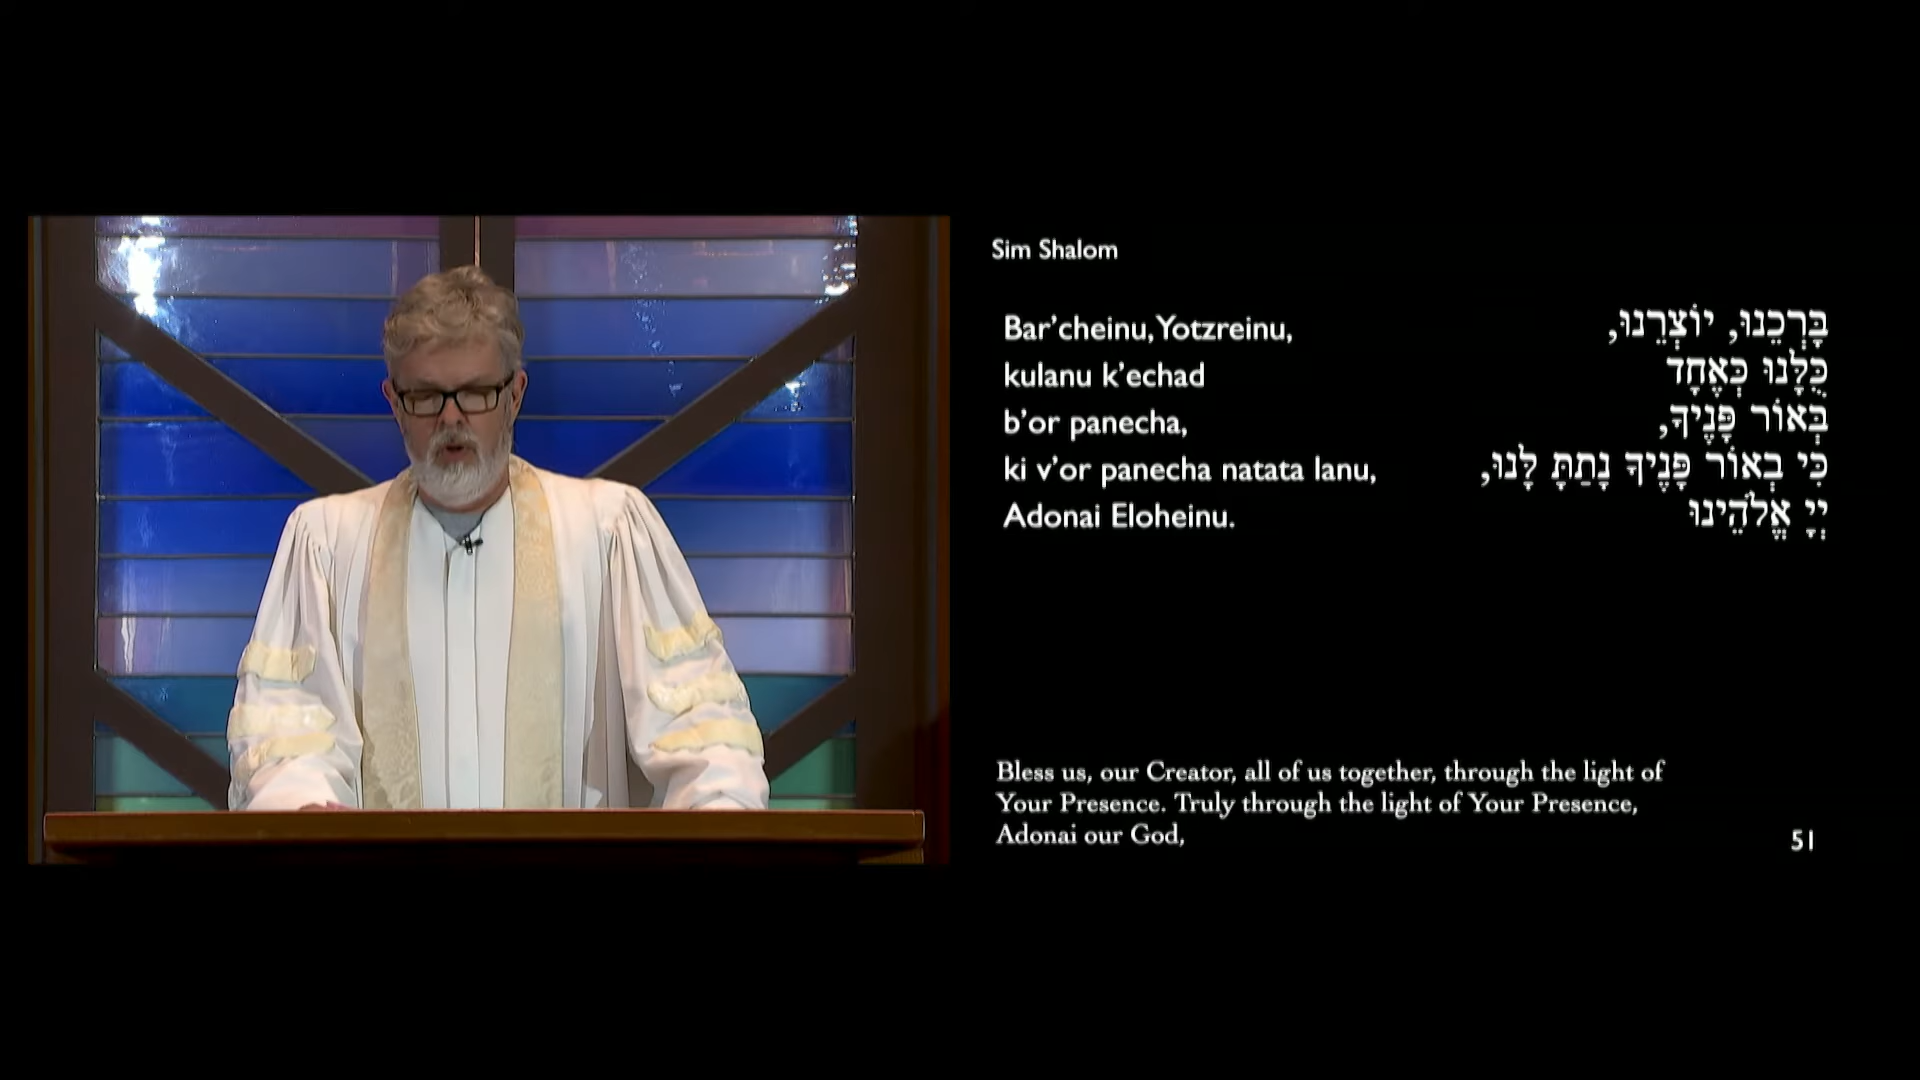 Sim Shalom
Bar'cheinu, Yotzreinu,
kulanu k'echad
b'or panecha,
ki v'or panecha natata lanu,
Adonai Eloheinu.
בָּרְכֵנוּ, יוֹצְרֵנוּ,
כֻּלָּנוּ כְּאֶחָד
בְּאוֹר פָּנֶיךָ,
כִּי בְאוֹר פָּנֶיךָ נָתַתָּ לָנוּ,
יְיָ אֱלֹהֵינוּ
Bless us, our Creator, all of us together, through the light of
Your Presence. Truly through the light of Your Presence,
Adonai our God,
51